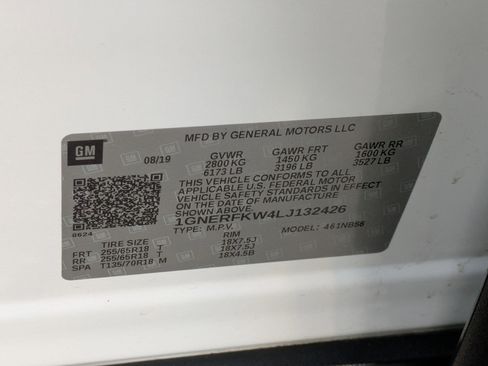 MFD BY GENERAL MOTORS LLC
GM
08/19 GVWR GAWR FRT GAWR RR
2800 KG 1450 KG 1600 KG
6173 LB 3196 LB 3527 LB
THIS VEHICLE CONFORMS TO ALL
APPLICABLE U.S. FEDERAL MOTOR
VEHICLE SAFETY STANDARDS IN EFFECT
ON THE DATE OF MANUFACTURE
SHOWN ABOVE.
1GNERFKW4LJ132426
TYPE: M.P.V. MODEL: 461NB56
8624
TIRE SIZE RIM
FRT 255/65R18 T 18X7.5J
RR 255/65R18 T 18X7.5J
SPA T135/70R18 M 18X4.5B